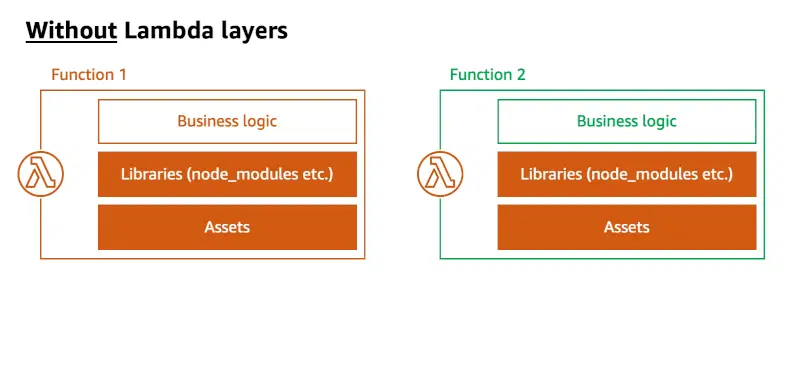 Without Lambda layers
Function 1
Business logic
Libraries (node_modules etc.)
Assets
Function 2
Business logic
Libraries (node_modules etc.)
Assets